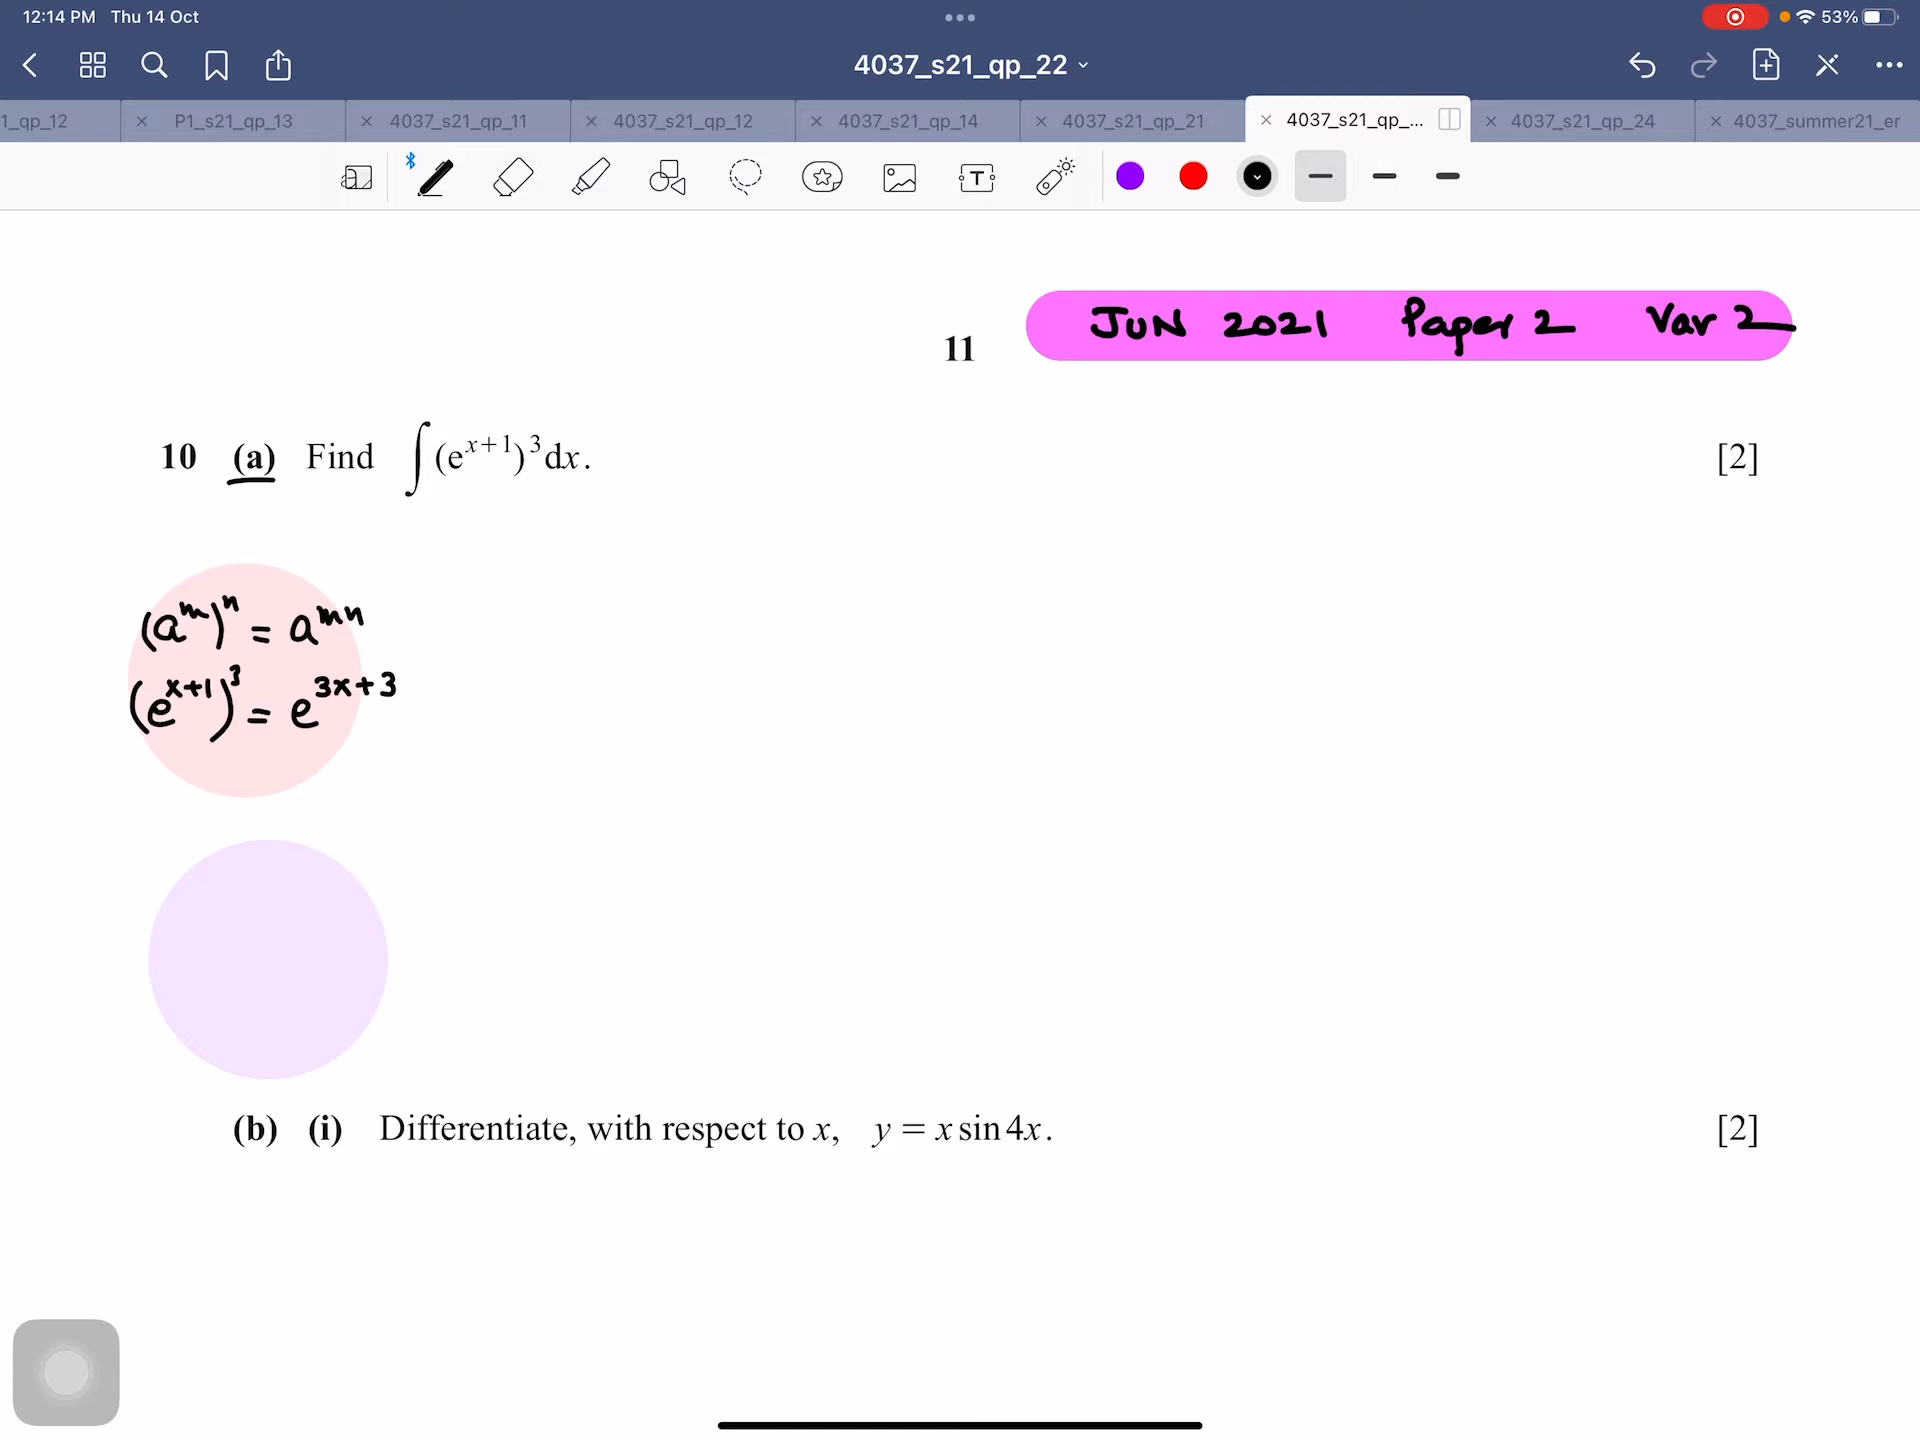 12:14 PM Thu 14 Oct
53%
4037_s21_qp_22
1_qp_12 P1_s21_qp_13 4037_s21_qp_11 4037_s21_qp_12 4037_s21_qp_14 4037_s21_qp_21 4037_s21_qp_... 4037_s21_qp_24 4037_summer21_er
JUN 2021 Paper 2 Var 2
11
10 (a) Find ∫(e^{x+1})^3 dx. [2]
(a^m)^n = a^{mn}
(e^{x+1})^3 = e^{3x+3}
(b) (i) Differentiate, with respect to x, y = x sin 4x. [2]